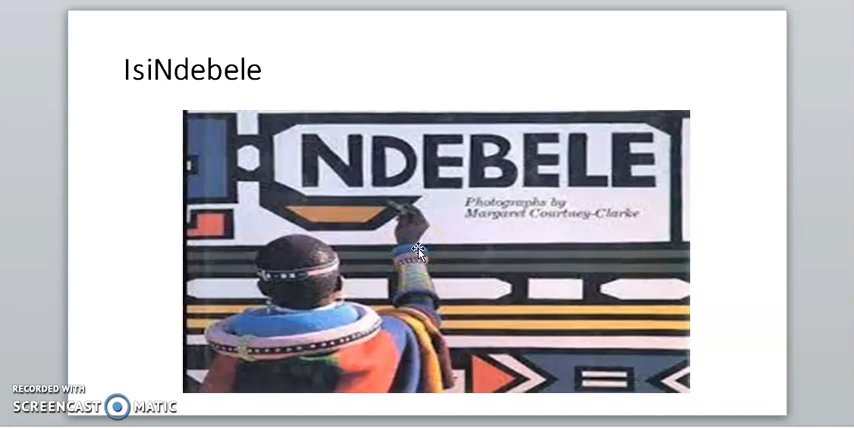 IsiNdebele
NDEBELE
Photographs by
Margaret Courtney-Clarke
RECORDED WITH
SCREENCAST MATIC